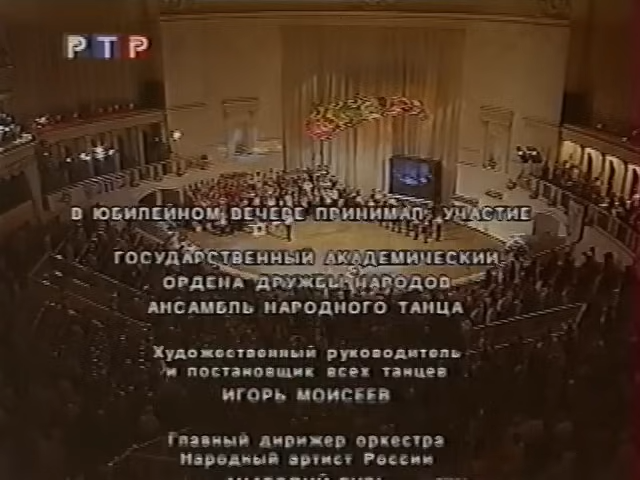 РТР
В ЮБИЛЕЙНОМ ВЕЧЕРЕ ПРИНИМАЛ УЧАСТИЕ
ГОСУДАРСТВЕННЫЙ АКАДЕМИЧЕСКИЙ
ОРДЕНА ДРУЖБЫ НАРОДОВ
АНСАМБЛЬ НАРОДНОГО ТАНЦА
Художественный руководитель
и постановщик всех танцев
ИГОРЬ МОИСЕЕВ
Главный дирижер оркестра
Народный артист России